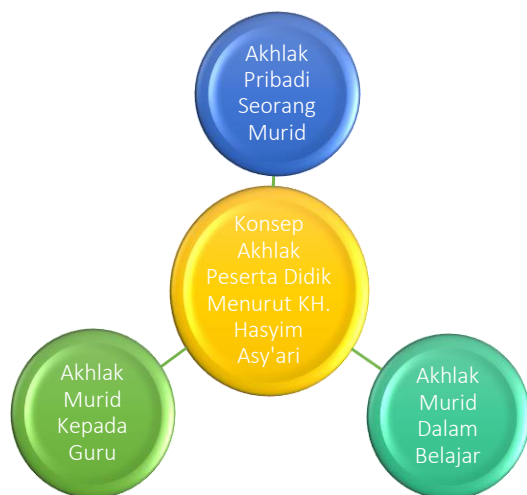 Akhlak
Pribadi
Seorang
Murid
Konsep
Akhlak
Peserta Didik
Menurut KH.
Hasyim
Asy'ari
Akhlak
Murid
Kepada
Guru
Akhlak
Murid
Dalam
Belajar